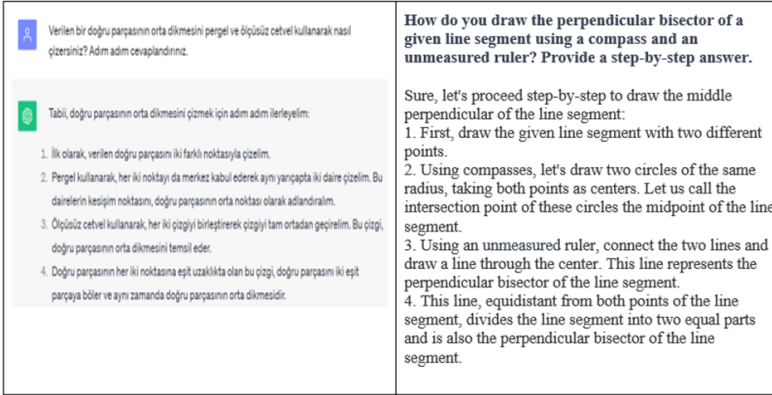 Verilen bir doğru parçasının orta dikmesini pergel ve ölçüsüz cetvel kullanarak nasıl
çizersiniz? Adım adım cevaplandırınız.
Tabii, doğru parçasının orta dikmesini çizmek için adım adım ilerleyelim:
1. İlk olarak, verilen doğru parçasını iki farklı noktasıyla çizelim.
2. Pergel kullanarak, her iki noktayı da merkez kabul ederek aynı yarıçapta iki daire çizelim. Bu
dairelerin kesişim noktasını, doğru parçasının orta noktası olarak adlandıralım.
3. Ölçüsüz cetvel kullanarak, her iki çizgiyi birleştirerek çizgiyi tam ortadan geçirelim. Bu çizgi,
doğru parçasının orta dikmesini temsil eder.
4. Doğru parçasının her iki noktasına eşit uzaklıkta olan bu çizgi, doğru parçasını iki eşit
parçaya böler ve aynı zamanda doğru parçasının orta dikmesidir.
How do you draw the perpendicular bisector of a
given line segment using a compass and an
unmeasured ruler? Provide a step-by-step answer.
Sure, let's proceed step-by-step to draw the middle
perpendicular of the line segment:
1. First, draw the given line segment with two different
points.
2. Using compasses, let's draw two circles of the same
radius, taking both points as centers. Let us call the
intersection point of these circles the midpoint of the line
segment.
3. Using an unmeasured ruler, connect the two lines and
draw a line through the center. This line represents the
perpendicular bisector of the line segment.
4. This line, equidistant from both points of the line
segment, divides the line segment into two equal parts
and is also the perpendicular bisector of the line
segment.